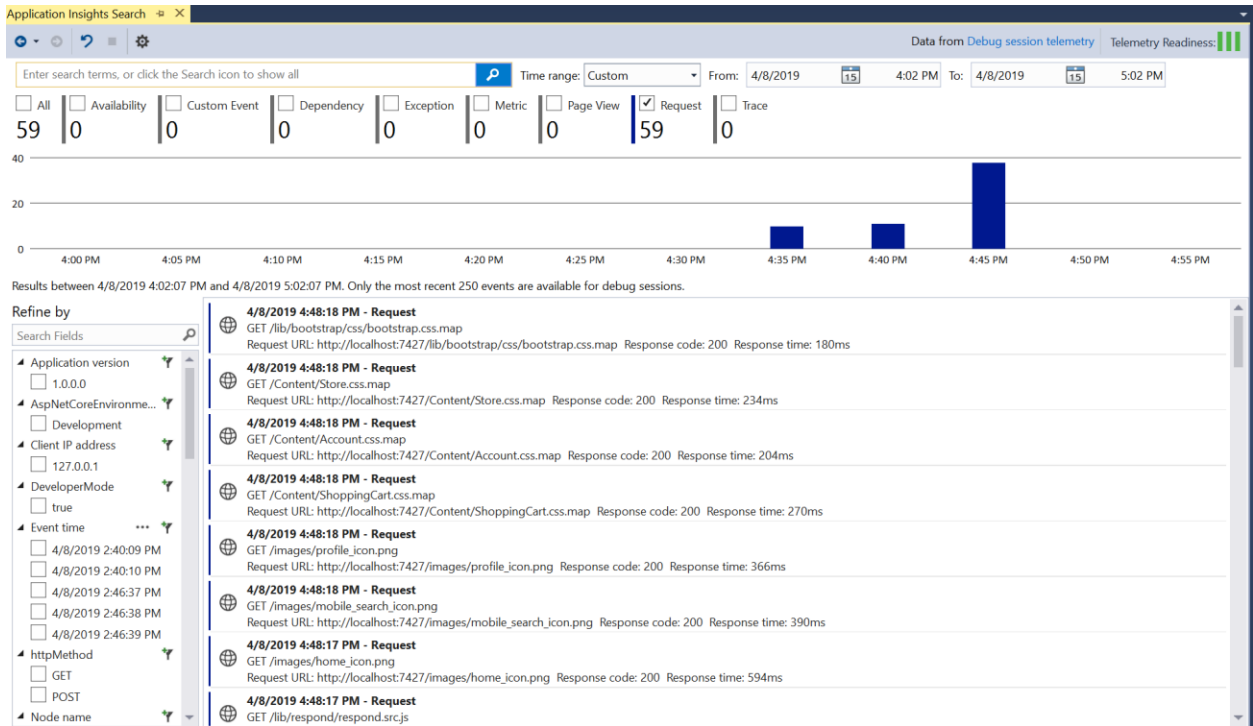 Application Insights Search
Data from Debug session telemetry Telemetry Readiness:
Enter search terms, or click the Search icon to show all Time range: Custom From: 4/8/2019 15 4:02 PM To: 4/8/2019 15 5:02 PM
All Availability Custom Event Dependency Exception Metric Page View Request Trace
59 0 0 0 0 0 0 59 0
40
20
0
4:00 PM 4:05 PM 4:10 PM 4:15 PM 4:20 PM 4:25 PM 4:30 PM 4:35 PM 4:40 PM 4:45 PM 4:50 PM 4:55 PM
Results between 4/8/2019 4:02:07 PM and 4/8/2019 5:02:07 PM. Only the most recent 250 events are available for debug sessions.
Refine by
Search Fields
Application version
1.0.0.0
AspNetCoreEnvironme...
Development
Client IP address
127.0.0.1
DeveloperMode
true
Event time ...
4/8/2019 2:40:09 PM
4/8/2019 2:40:10 PM
4/8/2019 2:46:37 PM
4/8/2019 2:46:38 PM
4/8/2019 2:46:39 PM
httpMethod
GET
POST
Node name
4/8/2019 4:48:18 PM - Request
GET /lib/bootstrap/css/bootstrap.css.map
Request URL: http://localhost:7427/lib/bootstrap/css/bootstrap.css.map Response code: 200 Response time: 180ms
4/8/2019 4:48:18 PM - Request
GET /Content/Store.css.map
Request URL: http://localhost:7427/Content/Store.css.map Response code: 200 Response time: 234ms
4/8/2019 4:48:18 PM - Request
GET /Content/Account.css.map
Request URL: http://localhost:7427/Content/Account.css.map Response code: 200 Response time: 204ms
4/8/2019 4:48:18 PM - Request
GET /Content/ShoppingCart.css.map
Request URL: http://localhost:7427/Content/ShoppingCart.css.map Response code: 200 Response time: 270ms
4/8/2019 4:48:18 PM - Request
GET /images/profile_icon.png
Request URL: http://localhost:7427/images/profile_icon.png Response code: 200 Response time: 366ms
4/8/2019 4:48:18 PM - Request
GET /images/mobile_search_icon.png
Request URL: http://localhost:7427/images/mobile_search_icon.png Response code: 200 Response time: 390ms
4/8/2019 4:48:17 PM - Request
GET /images/home_icon.png
Request URL: http://localhost:7427/images/home_icon.png Response code: 200 Response time: 594ms
4/8/2019 4:48:17 PM - Request
GET /lib/respond/respond.src.js